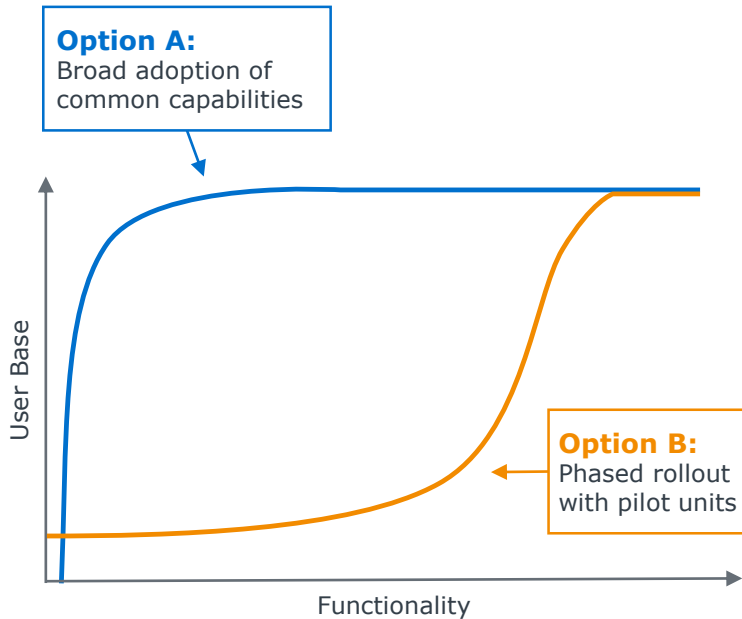 Option A:
Broad adoption of
common capabilities
User Base
Option B:
Phased rollout
with pilot units
Functionality